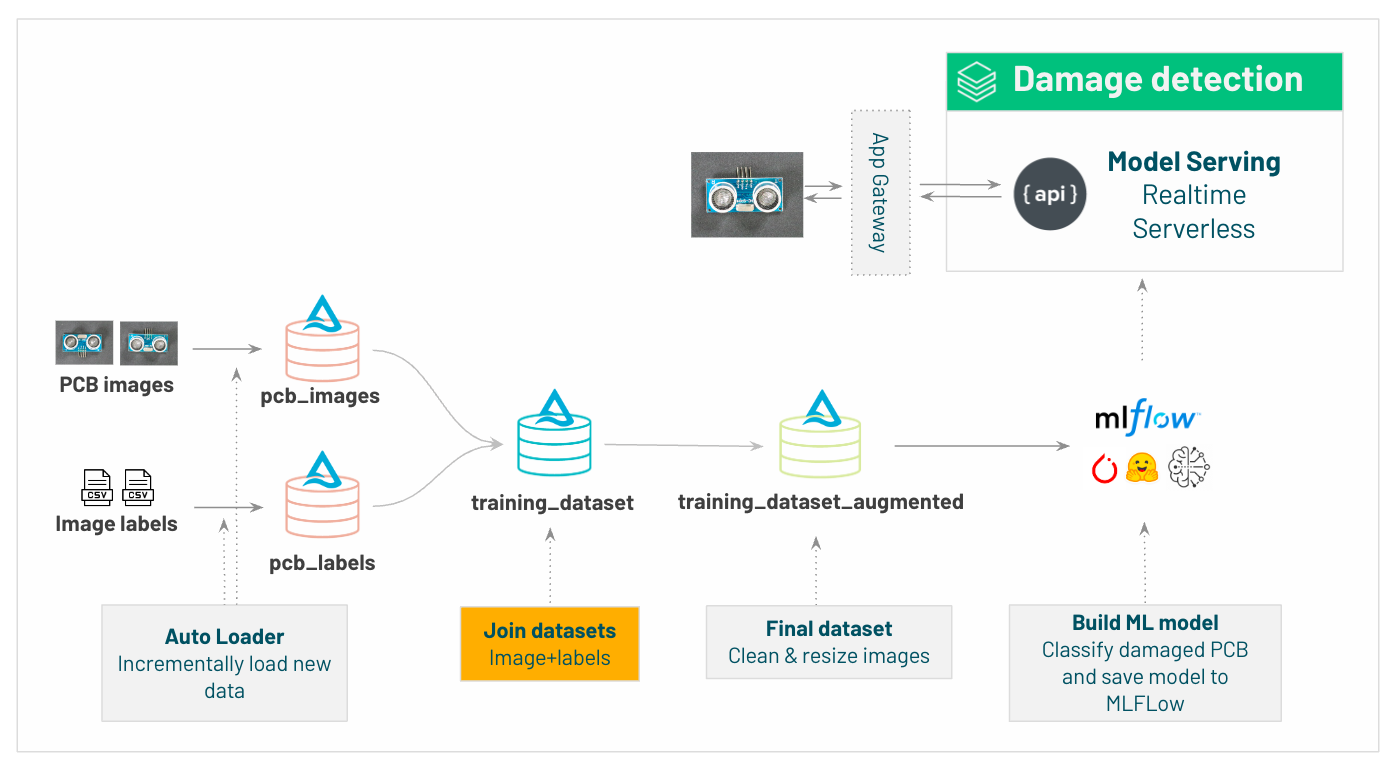 Damage detection
App Gateway
{ api }
Model Serving
Realtime
Serverless
PCB images
pcb_images
mlflow™
CSV CSV
Image labels
pcb_labels
training_dataset
training_dataset_augmented
Auto Loader
Incrementally load new
data
Join datasets
Image+labels
Final dataset
Clean & resize images
Build ML model
Classify damaged PCB
and save model to
MLFLow